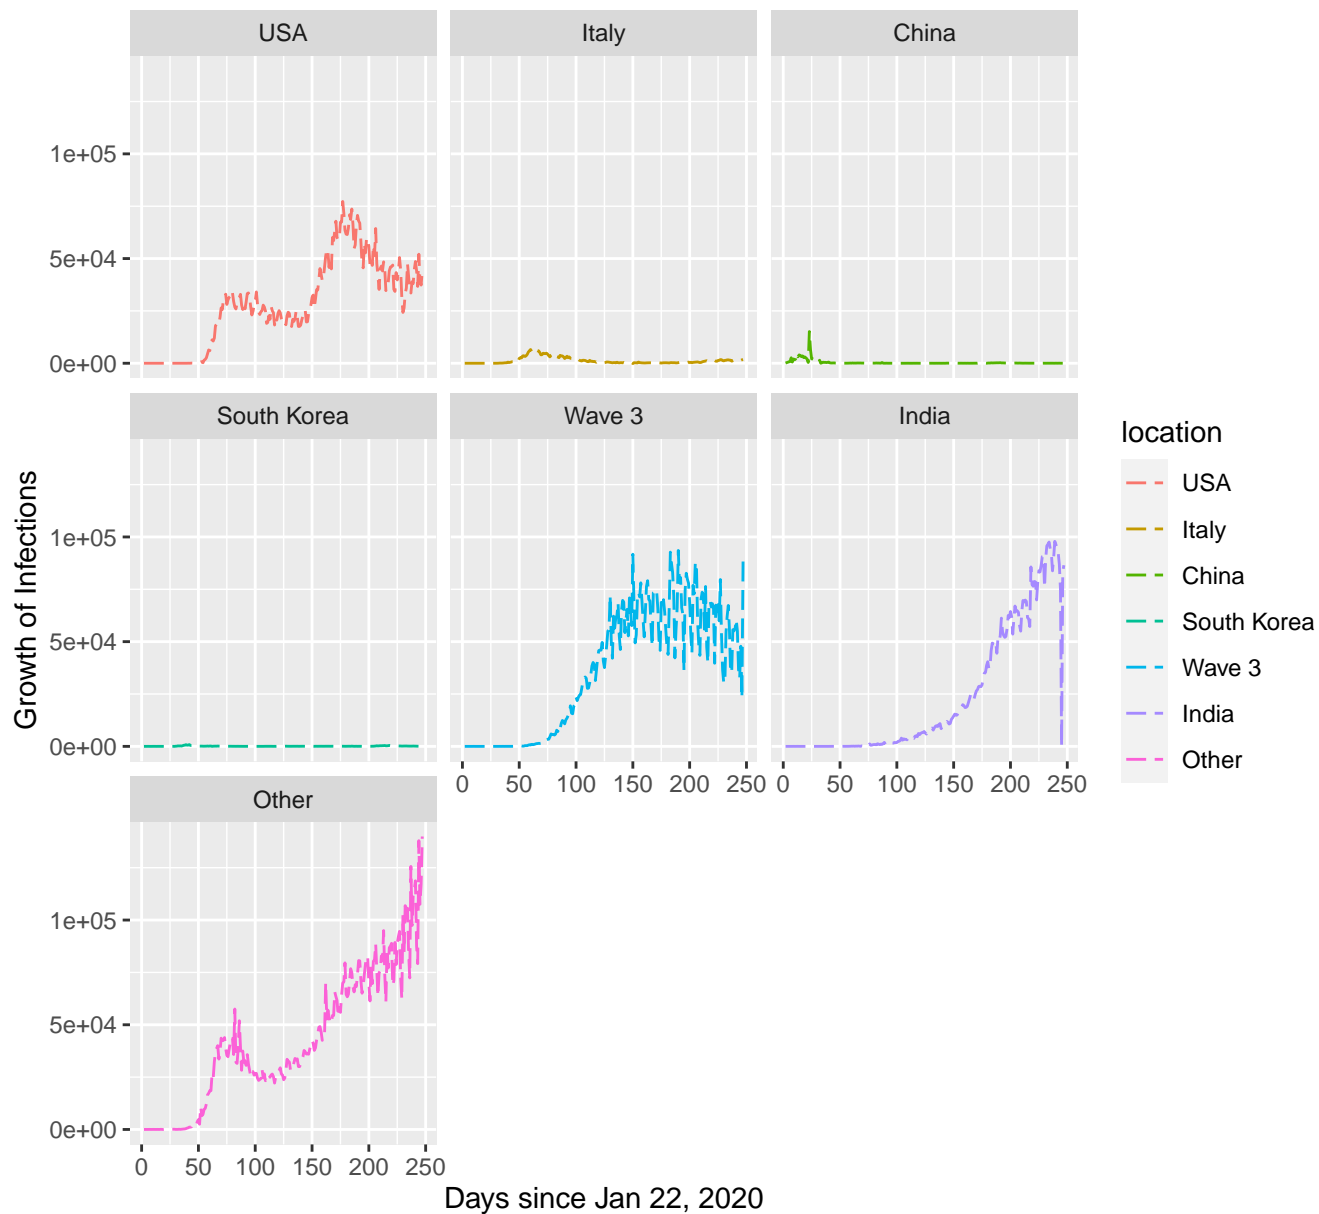 USA
Italy
China
1e+05
5e+04
0e+00
South Korea
Wave 3
India
1e+05
5e+04
0e+00
0 50 100 150 200 250
0 50 100 150 200 250
Other
1e+05
5e+04
0e+00
0 50 100 150 200 250
Growth of Infections
Days since Jan 22, 2020
location
USA
Italy
China
South Korea
Wave 3
India
Other